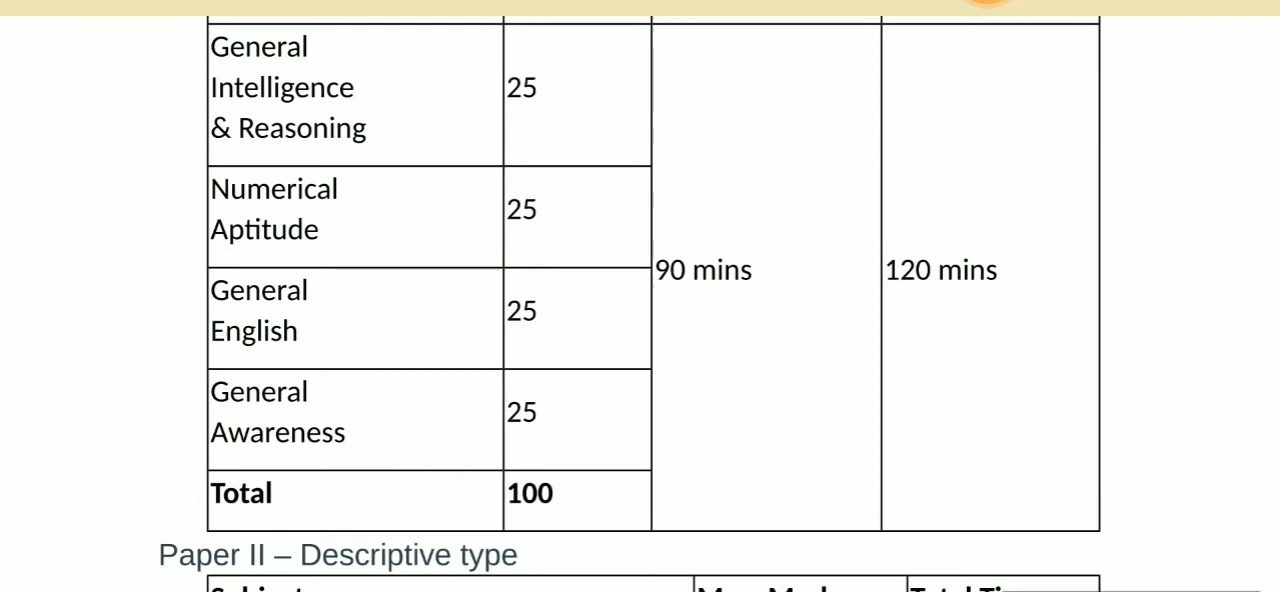 General
Intelligence
& Reasoning
25
Numerical
Aptitude
25
General
English
25
90 mins
120 mins
General
Awareness
25
Total
100
Paper II – Descriptive type